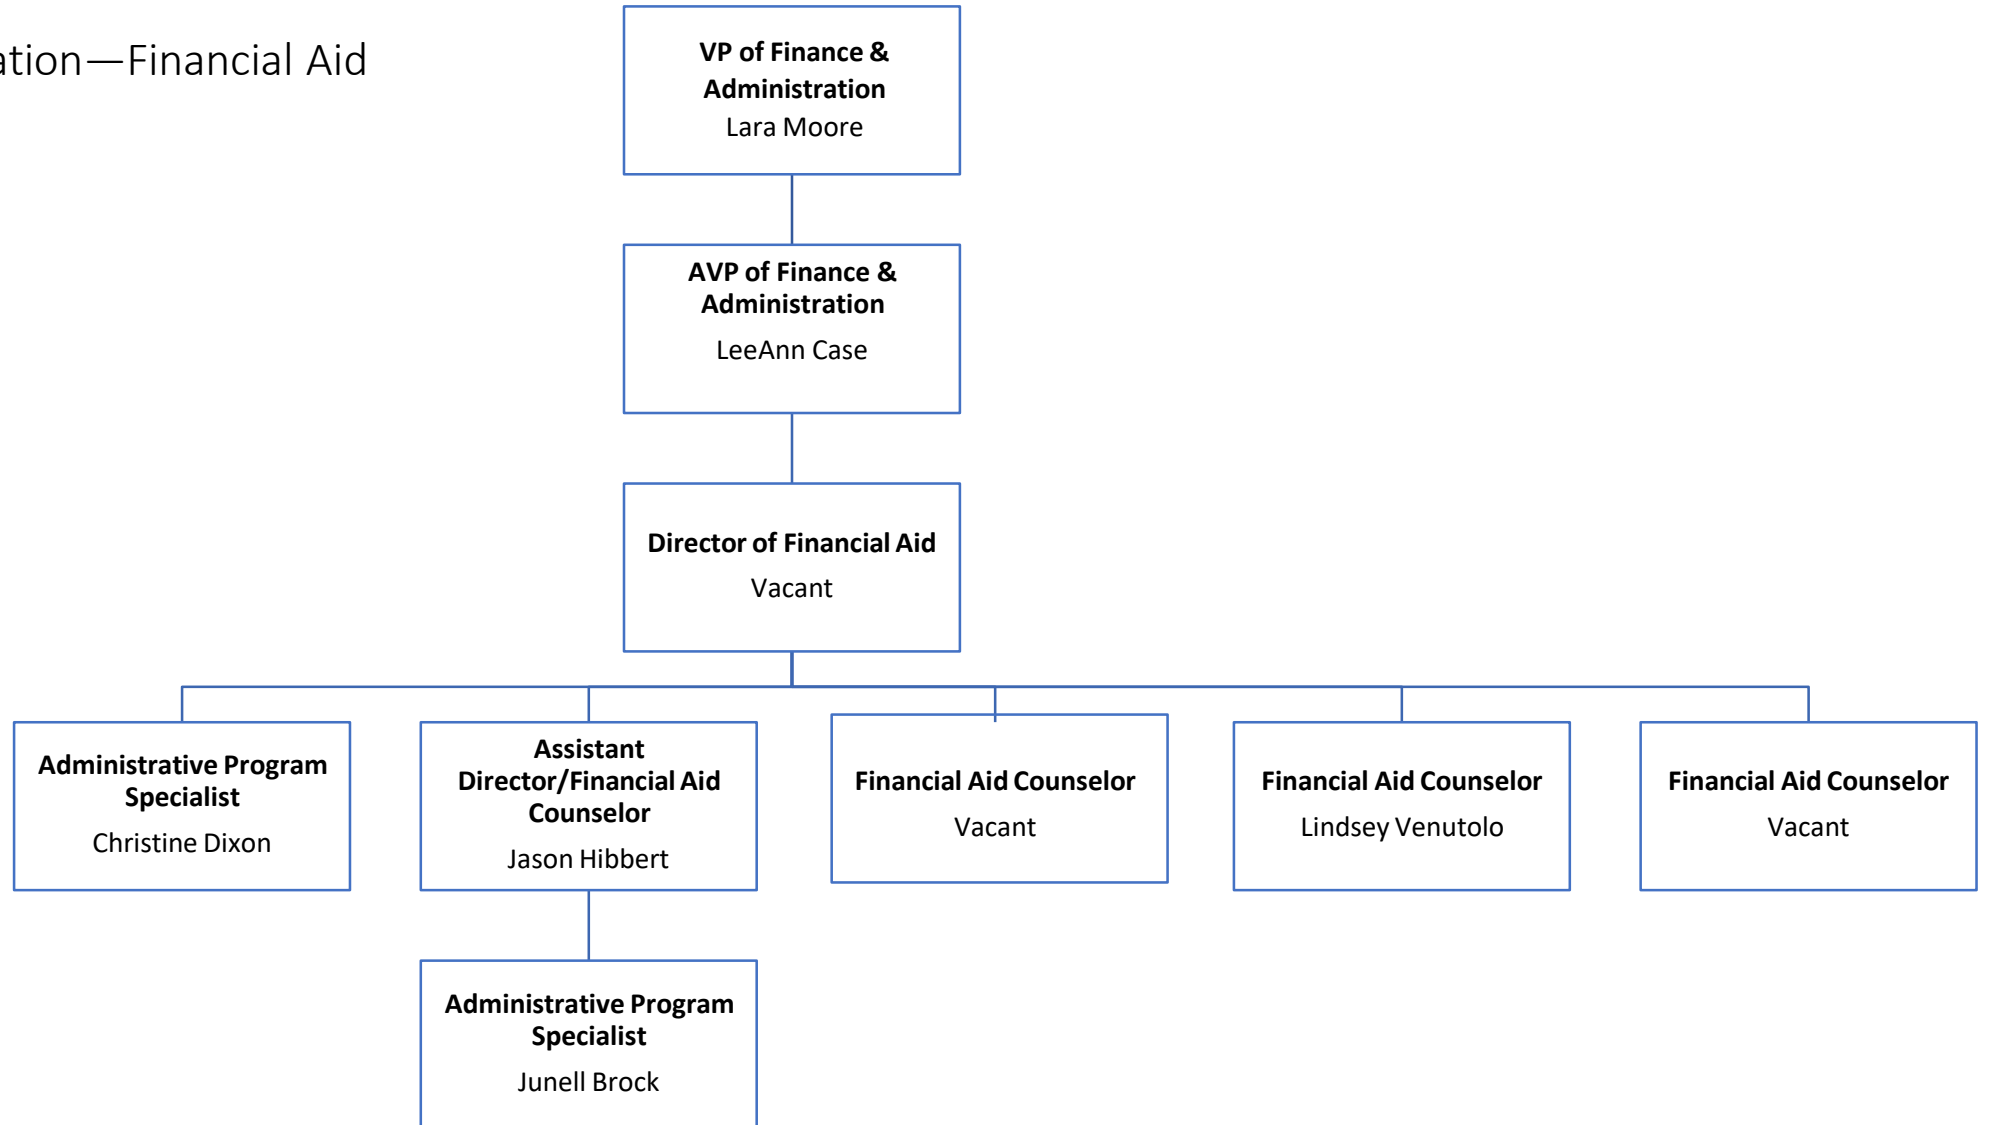 ation—Financial Aid
VP of Finance &
Administration
Lara Moore
AVP of Finance &
Administration
LeeAnn Case
Director of Financial Aid
Vacant
Administrative Program
Specialist
Christine Dixon
Assistant
Director/Financial Aid
Counselor
Jason Hibbert
Financial Aid Counselor
Vacant
Financial Aid Counselor
Lindsey Venutolo
Financial Aid Counselor
Vacant
Administrative Program
Specialist
Junell Brock